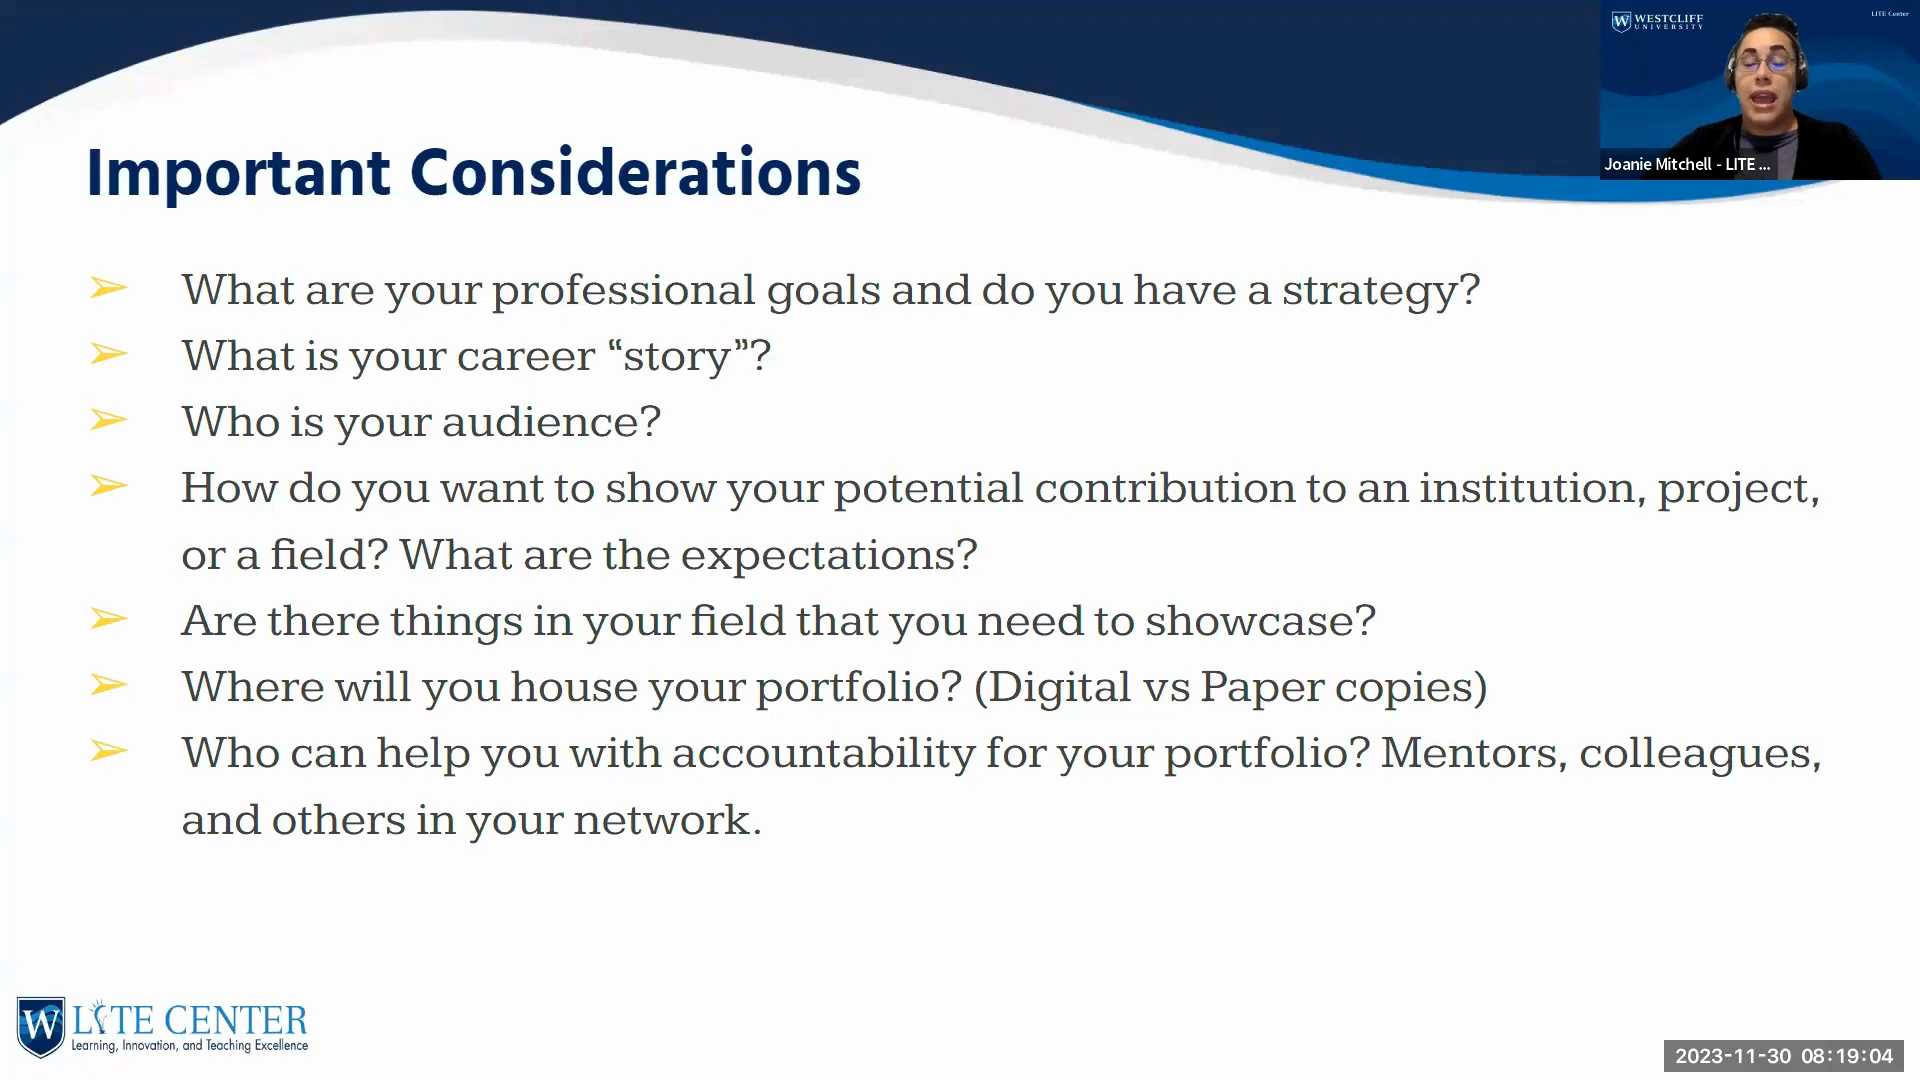 WESTCLIFF
UNIVERSITY
LITE Center
Joanie Mitchell - LITE ...
Important Considerations
➢ What are your professional goals and do you have a strategy?
➢ What is your career “story”?
➢ Who is your audience?
➢ How do you want to show your potential contribution to an institution, project,
or a field? What are the expectations?
➢ Are there things in your field that you need to showcase?
➢ Where will you house your portfolio? (Digital vs Paper copies)
➢ Who can help you with accountability for your portfolio? Mentors, colleagues,
and others in your network.
W LITE CENTER
Learning, Innovation, and Teaching Excellence
2023-11-30 08:19:04